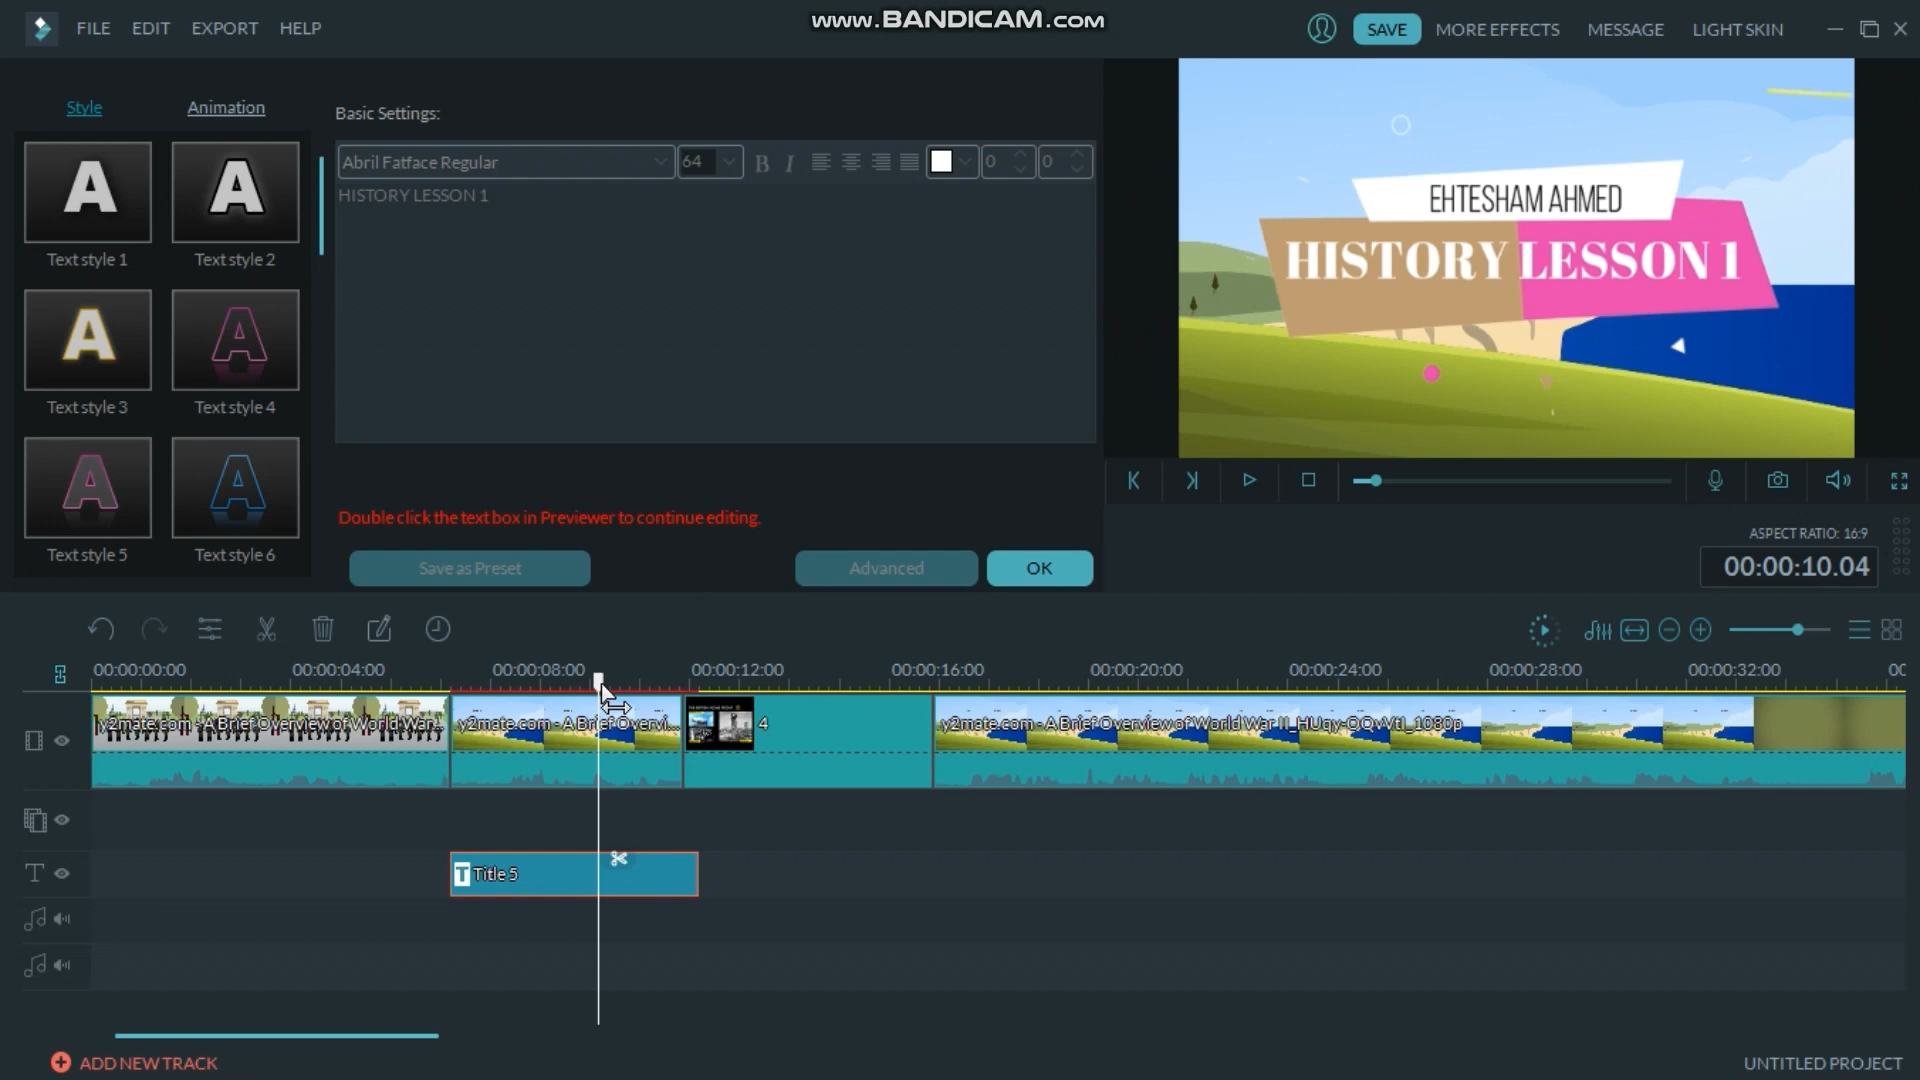 www.BANDICAM.com
FILE EDIT EXPORT HELP
SAVE MORE EFFECTS MESSAGE LIGHT SKIN
Style Animation
Basic Settings:
Abril Fatface Regular 64 B I 0 0
HISTORY LESSON 1
A A
Text style 1 Text style 2
A A
Text style 3 Text style 4
A A
Text style 5 Text style 6
Double click the text box in Previewer to continue editing.
Save as Preset Advanced OK
EHTESHAM AHMED
HISTORY LESSON 1
ASPECT RATIO: 16:9
00:00:10.04
00:00:00:00 00:00:04:00 00:00:08:00 00:00:12:00 00:00:16:00 00:00:20:00 00:00:24:00 00:00:28:00 00:00:32:00 00
y2mate.com - A Brief Overview of World War... y2mate.com - A Brief Overvi... 4 y2mate.com - A Brief Overview of World War II_HUqy-OQvVtI_1080p
T T Title 5
ADD NEW TRACK
UNTITLED PROJECT